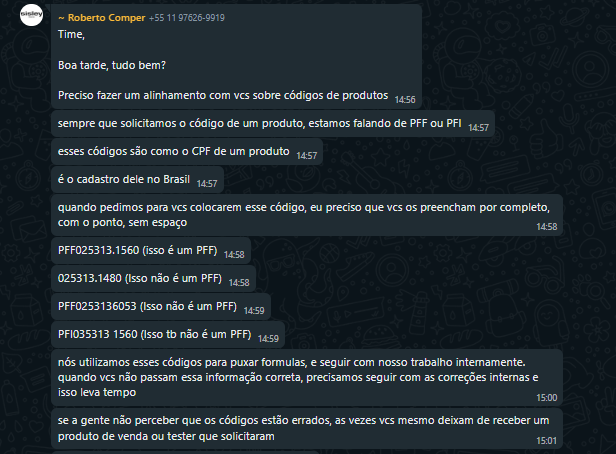 sisley
~ Roberto Comper +55 11 97626-9919
Time,
Boa tarde, tudo bem?
Preciso fazer um alinhamento com vcs sobre códigos de produtos 14:56
sempre que solicitamos o código de um produto, estamos falando de PFF ou PFI 14:57
esses códigos são como o CPF de um produto 14:57
é o cadastro dele no Brasil 14:57
quando pedimos para vcs colocarem esse código, eu preciso que vcs os preencham por completo,
com o ponto, sem espaço 14:58
PFF025313.1560 (isso é um PFF) 14:58
025313.1480 (Isso não é um PFF) 14:58
PFF0253136053 (Isso não é um PFF) 14:59
PFI035313 1560 (Isso tb não é um PFF) 14:59
nós utilizamos esses códigos para puxar formulas, e seguir com nosso trabalho internamente.
quando vcs não passam essa informação correta, precisamos seguir com as correções internas e
isso leva tempo 15:00
se a gente não perceber que os códigos estão errados, as vezes vcs mesmo deixam de receber um
produto de venda ou tester que solicitaram 15:01